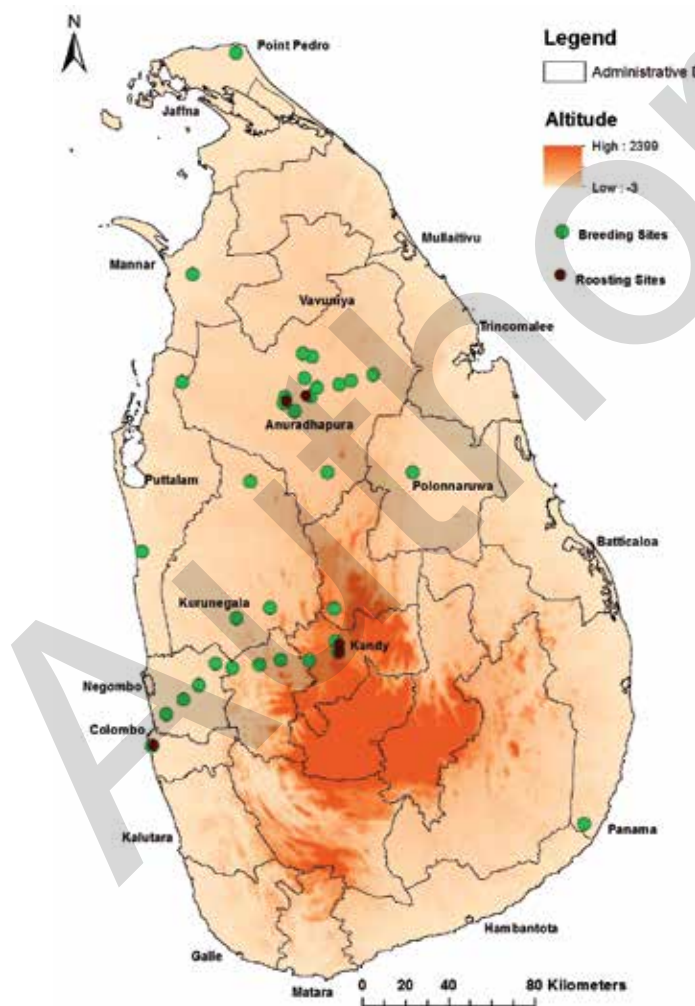 N
Point Pedro
Legend
Administrative D
Jaffna
Altitude
High : 2399
Low : -3
Mullaitivu
Breeding Sites
Mannar
Roosting Sites
Vavuniya
Trincomalee
Anuradhapura
Puttalam
Polonnaruwa
Batticaloa
Kurunegala
Kandy
Negombo
Colombo
Kalutara
Panama
Hambantota
Galle
Matara
0 20 40 80 Kilometers